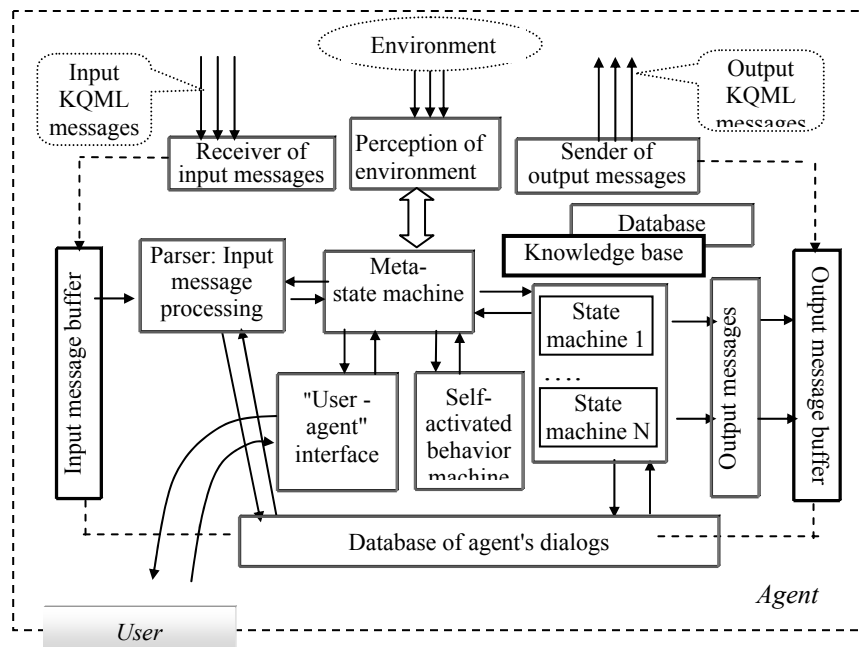 Environment
Input
KQML
messages
Output
KQML
messages
Receiver of
input messages
Perception of
environment
Sender of
output messages
Database
Knowledge base
Input message buffer
Parser: Input
message
processing
Meta-
state machine
State
machine 1
. . . .
State
machine N
Output messages
Output message buffer
"User -
agent"
interface
Self-
activated
behavior
machine
Database of agent's dialogs
Agent
User